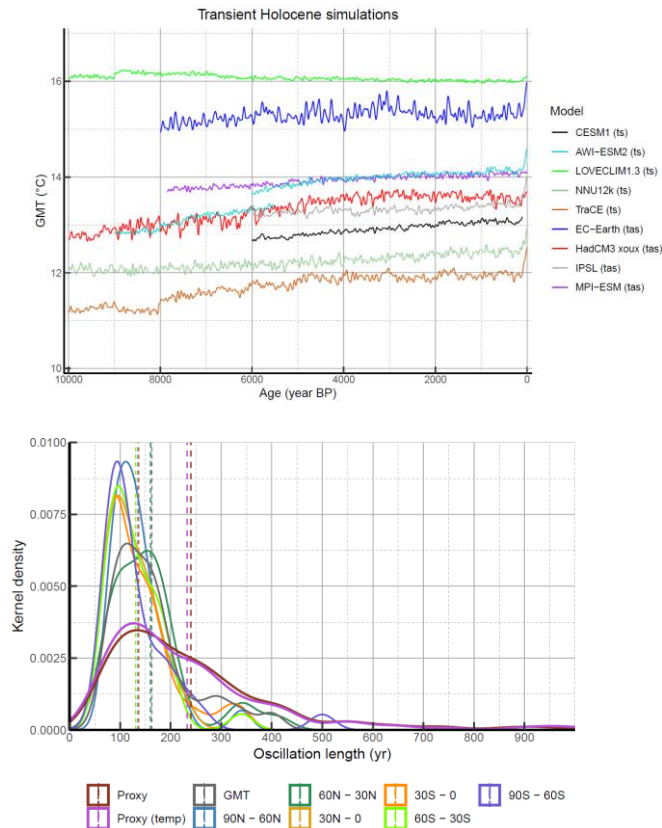 Transient Holocene simulations
16
14
12
10
GMT (°C)
10000 8000 6000 4000 2000 0
Age (year BP)
Model
CESM1 (ts)
AWI−ESM2 (ts)
LOVECLIM1.3 (ts)
NNU12k (ts)
TraCE (ts)
EC−Earth (tas)
HadCM3 xoux (tas)
IPSL (tas)
MPI−ESM (tas)
0.0100
0.0075
0.0050
0.0025
0.0000
Kernel density
0 100 200 300 400 500 600 700 800 900
Oscillation length (yr)
Proxy GMT 60N − 30N 30S − 0 90S − 60S
Proxy (temp) 90N − 60N 30N − 0 60S − 30S